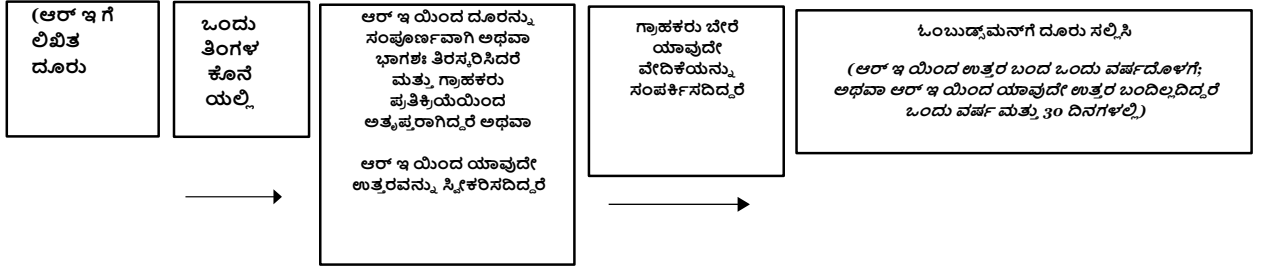 (ಆರ್ ಇ ಗೆ
ಲಿಖಿತ
ದೂರು
ಒಂದು
ತಿಂಗಳ
ಕೊನೆ
ಯಲ್ಲಿ
ಆರ್ ಇ ಯಿಂದ ದೂರನ್ನು
ಸಂಪೂರ್ಣವಾಗಿ ಅಥವಾ
ಭಾಗಶಃ ತಿರಸ್ಕರಿಸಿದರೆ
ಮತ್ತು ಗ್ರಾಹಕರು
ಪ್ರತಿಕ್ರಿಯೆಯಿಂದ
ಅತೃಪ್ತರಾಗಿದ್ದರೆ ಅಥವಾ
ಆರ್ ಇ ಯಿಂದ ಯಾವುದೇ
ಉತ್ತರವನ್ನು ಸ್ವೀಕರಿಸದಿದ್ದರೆ
ಗ್ರಾಹಕರು ಬೇರೆ
ಯಾವುದೇ
ವೇದಿಕೆಯನ್ನು
ಸಂಪರ್ಕಿಸದಿದ್ದರೆ
ಓಂಬುಡ್ಸ್‌ಮನ್‌ಗೆ ದೂರು ಸಲ್ಲಿಸಿ
(ಆರ್ ಇ ಯಿಂದ ಉತ್ತರ ಬಂದ ಒಂದು ವರ್ಷದೊಳಗೆ;
ಅಥವಾ ಆರ್ ಇ ಯಿಂದ ಯಾವುದೇ ಉತ್ತರ ಬಂದಿಲ್ಲದಿದ್ದರೆ
ಒಂದು ವರ್ಷ ಮತ್ತು 30 ದಿನಗಳಲ್ಲಿ)